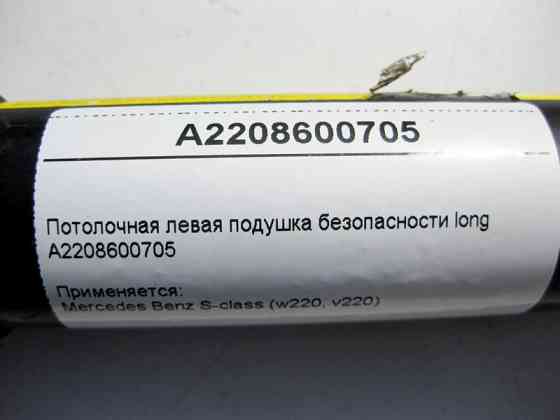 A2208600705
Потолочная левая подушка безопасности long
A2208600705
Применяется:
Mercedes Benz S-class (w220, v220)